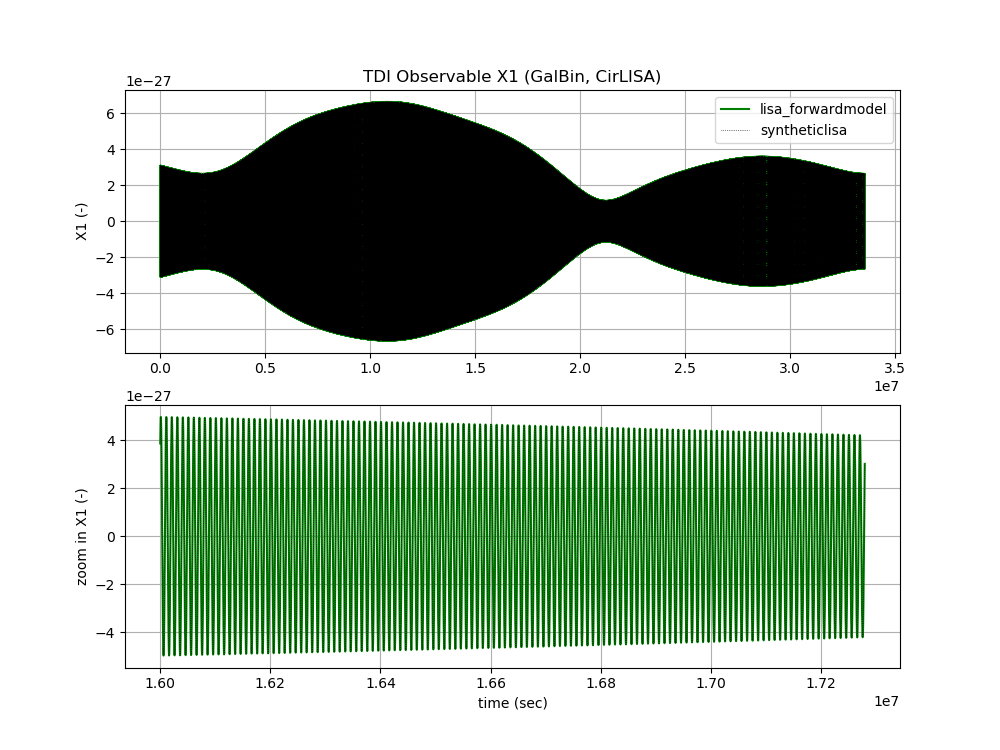 TDI Observable X1 (GalBin, CirLISA)
1e−27
lisa_forwardmodel
syntheticlisa
6
4
2
0
−2
−4
−6
X1 (-)
0.0 0.5 1.0 1.5 2.0 2.5 3.0 3.5
1e7
1e−27
4
2
0
−2
−4
zoom in X1 (-)
1.60 1.62 1.64 1.66 1.68 1.70 1.72
time (sec)
1e7